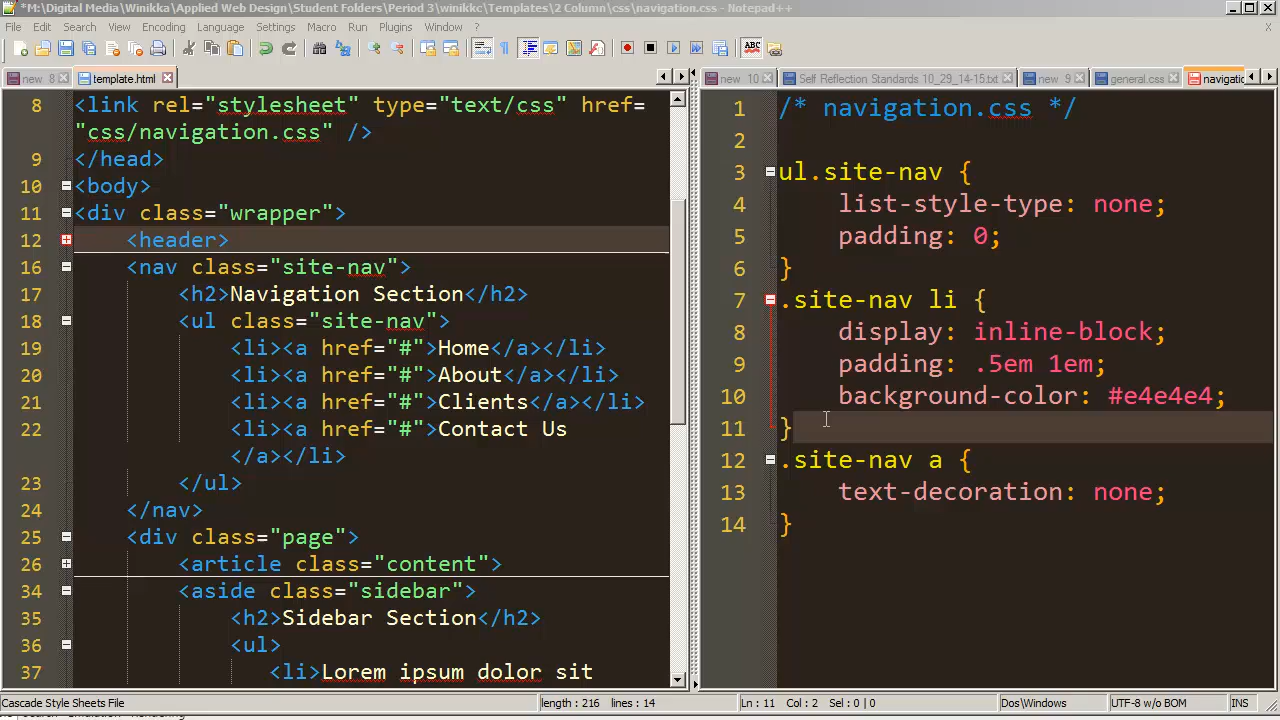 *M:\Digital Media\Winikka\Applied Web Design\Student Folders\Period 3\winikkc\Templates\2 Column\css\navigation.css - Notepad++
File Edit Search View Encoding Language Settings Macro Run Plugins Window ?
ABC
new 8 template.html
new 10 Self Reflection Standards 10_29_14-15.txt new 9 general.css navigatio
8 <link rel="stylesheet" type="text/css" href=
"css/navigation.css" />
9 </head>
10 <body>
11 <div class="wrapper">
12 <header>
16 <nav class="site-nav">
17 <h2>Navigation Section</h2>
18 <ul class="site-nav">
19 <li><a href="#">Home</a></li>
20 <li><a href="#">About</a></li>
21 <li><a href="#">Clients</a></li>
22 <li><a href="#">Contact Us
</a></li>
23 </ul>
24 </nav>
25 <div class="page">
26 <article class="content">
34 <aside class="sidebar">
35 <h2>Sidebar Section</h2>
36 <ul>
37 <li>Lorem ipsum dolor sit
1 /* navigation.css */
2
3 ul.site-nav {
4 list-style-type: none;
5 padding: 0;
6 }
7 .site-nav li {
8 display: inline-block;
9 padding: .5em 1em;
10 background-color: #e4e4e4;
11 }
12 .site-nav a {
13 text-decoration: none;
14 }
Cascade Style Sheets File length : 216 lines : 14 Ln : 11 Col : 2 Sel : 0 | 0 Dos\Windows UTF-8 w/o BOM INS